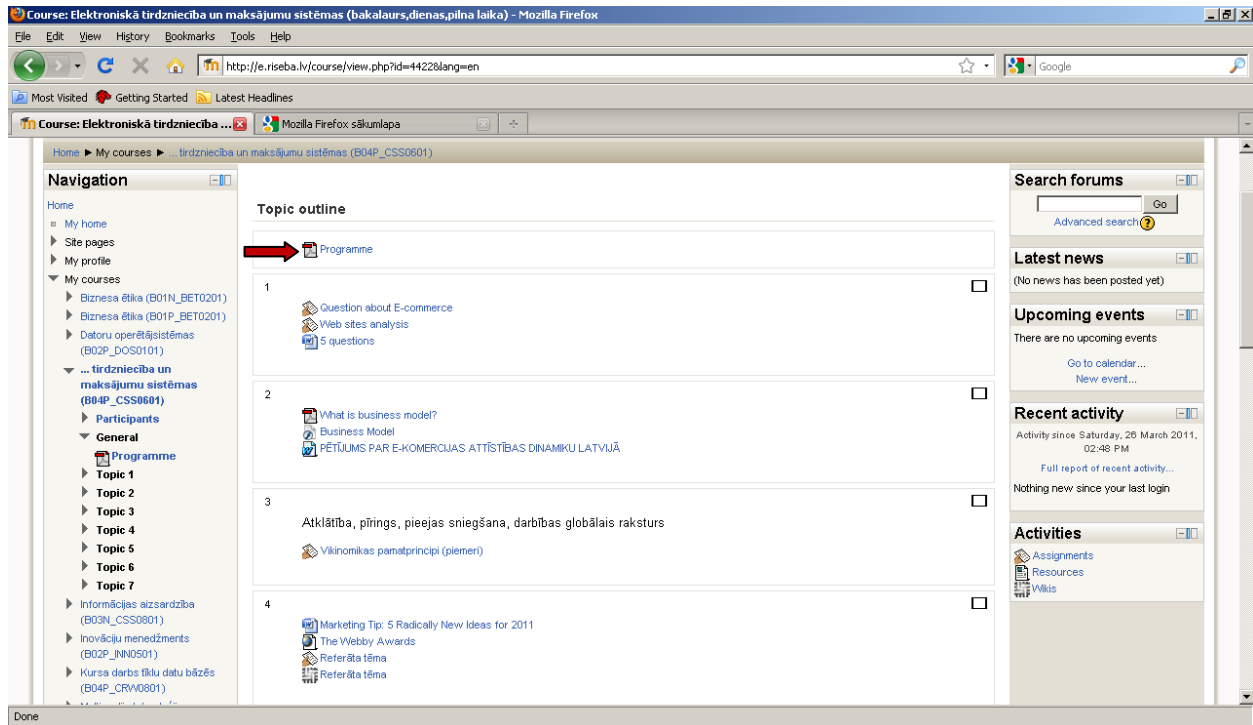 Course: Elektroniskā tirdzniecība un maksājumu sistēmas (bakalaurs,dienas,pilna laika) - Mozilla Firefox
File Edit View History Bookmarks Tools Help
http://e.riseba.lv/course/view.php?id=442&lang=en
Google
Most Visited Getting Started Latest Headlines
Course: Elektroniskā tirdzniecība ...
Mozilla Firefox sākumlapa
Home ► My courses ► ... tirdzniecība un maksājumu sistēmas (B04P_CSS0601)
Navigation
Home
My home
Site pages
My profile
My courses
Biznesa ētika (B01N_BET0201)
Biznesa ētika (B01P_BET0201)
Datoru operētājsistēmas
(B02P_DOS0101)
... tirdzniecība un
maksājumu sistēmas
(B04P_CSS0601)
Participants
General
Programme
Topic 1
Topic 2
Topic 3
Topic 4
Topic 5
Topic 6
Topic 7
Informācijas aizsardzība
(B03N_CSS0801)
Inovāciju menedžments
(B02P_INN0501)
Kursa darbs tīklu datu bāzēs
(B04P_CRW0801)
Topic outline
Programme
1
Question about E-commerce
Web sites analysis
5 questions
2
What is business model?
Business Model
PĒTĪJUMS PAR E-KOMERCIJAS ATTĪSTĪBAS DINAMIKU LATVIJĀ
3
Atklātība, pīrings, pieejas sniegšana, darbības globālais raksturs
Vikinomikas pamatprincipi (piemeri)
4
Marketing Tip: 5 Radically New Ideas for 2011
The Webby Awards
Referāta tēma
Referāta tēma
Search forums
Go
Advanced search
Latest news
(No news has been posted yet)
Upcoming events
There are no upcoming events
Go to calendar...
New event...
Recent activity
Activity since Saturday, 26 March 2011,
02:48 PM
Full report of recent activity...
Nothing new since your last login
Activities
Assignments
Resources
Wikis
Done